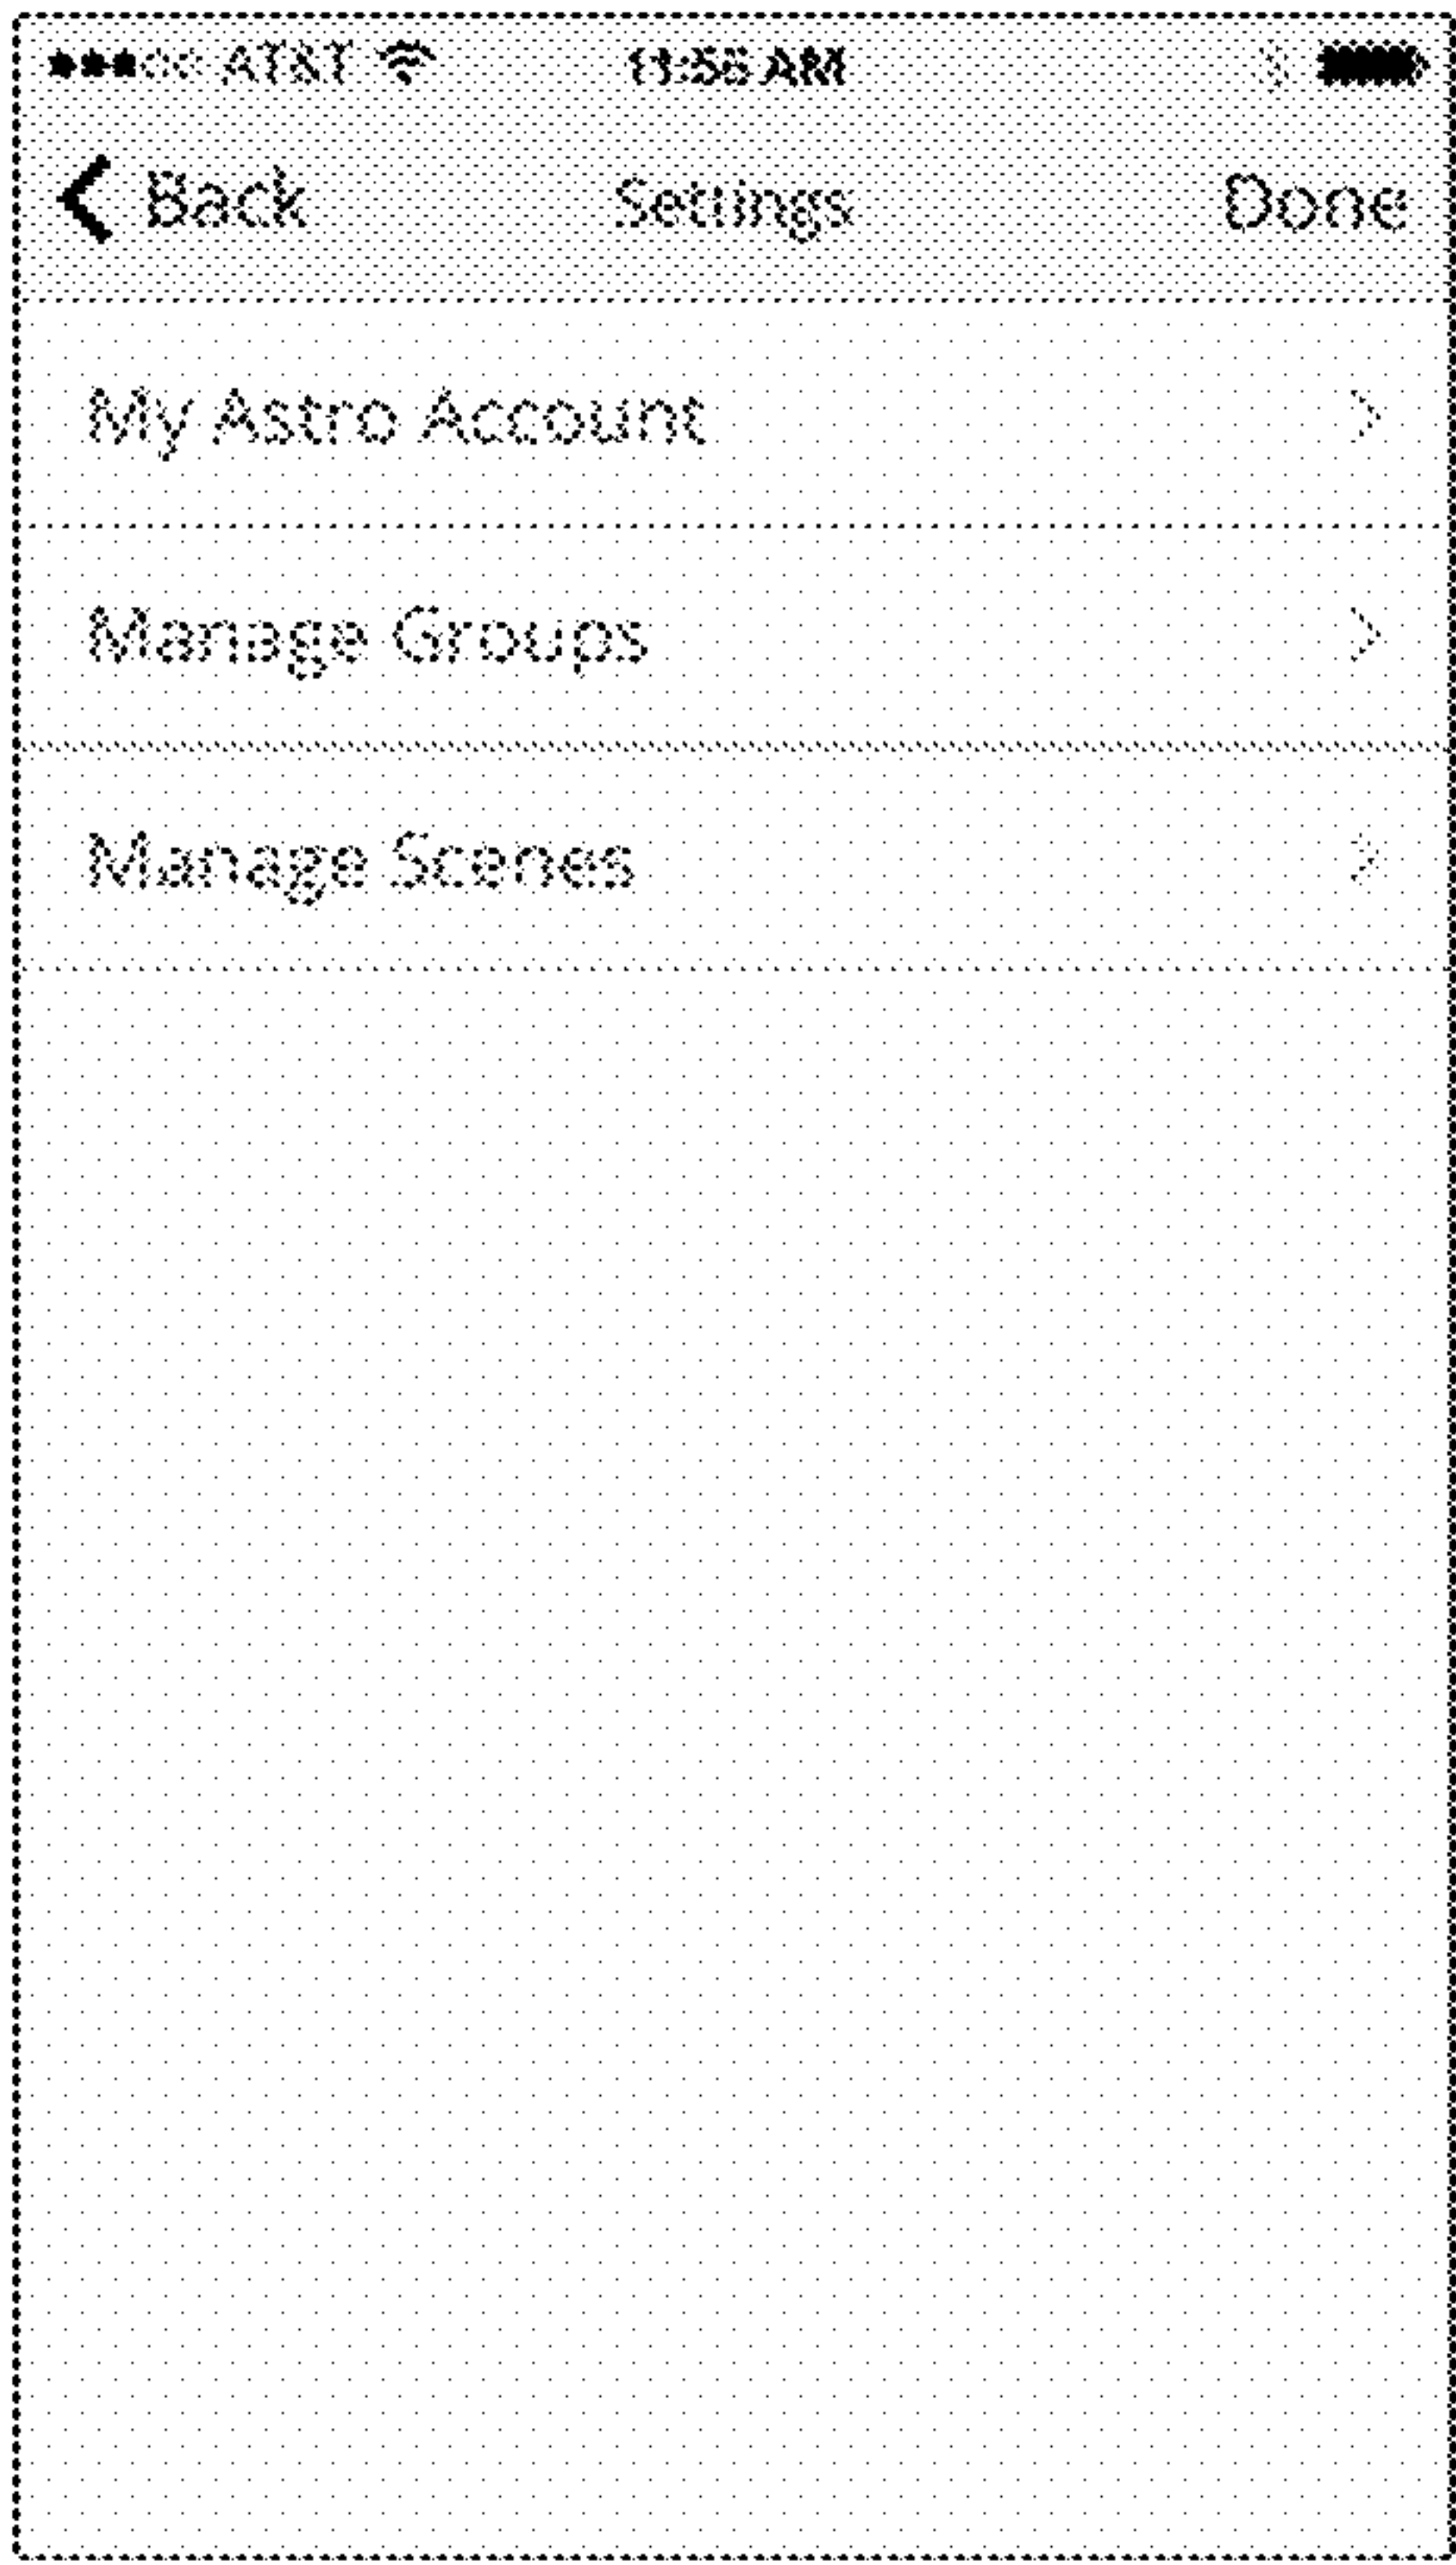 AT&T 11:56 AM
Back Settings Done
My Astro Account
Manage Groups
Manage Scenes